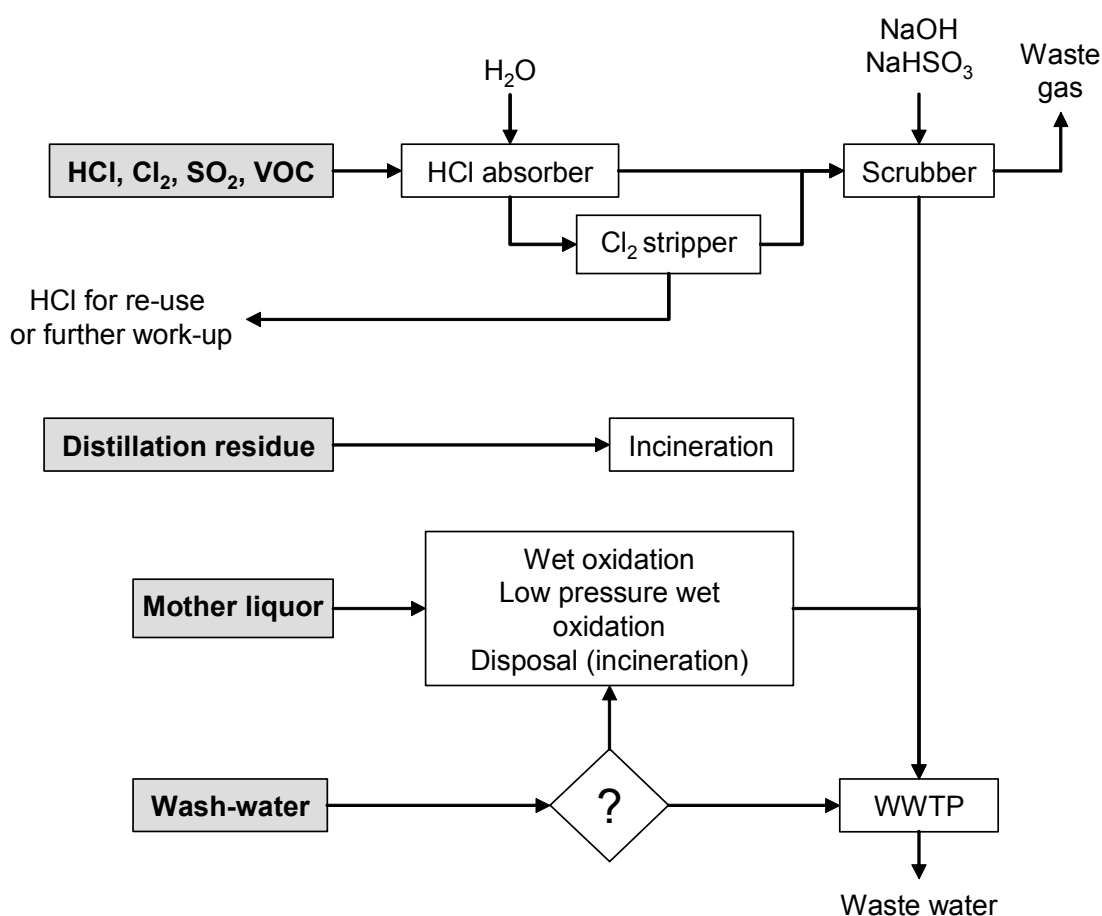 NaOH
NaHSO₃
Waste
gas
H₂O
HCl, Cl₂, SO₂, VOC
HCl absorber
Scrubber
Cl₂ stripper
HCl for re-use
or further work-up
Distillation residue
Incineration
Mother liquor
Wet oxidation
Low pressure wet
oxidation
Disposal (incineration)
Wash-water
?
WWTP
Waste water